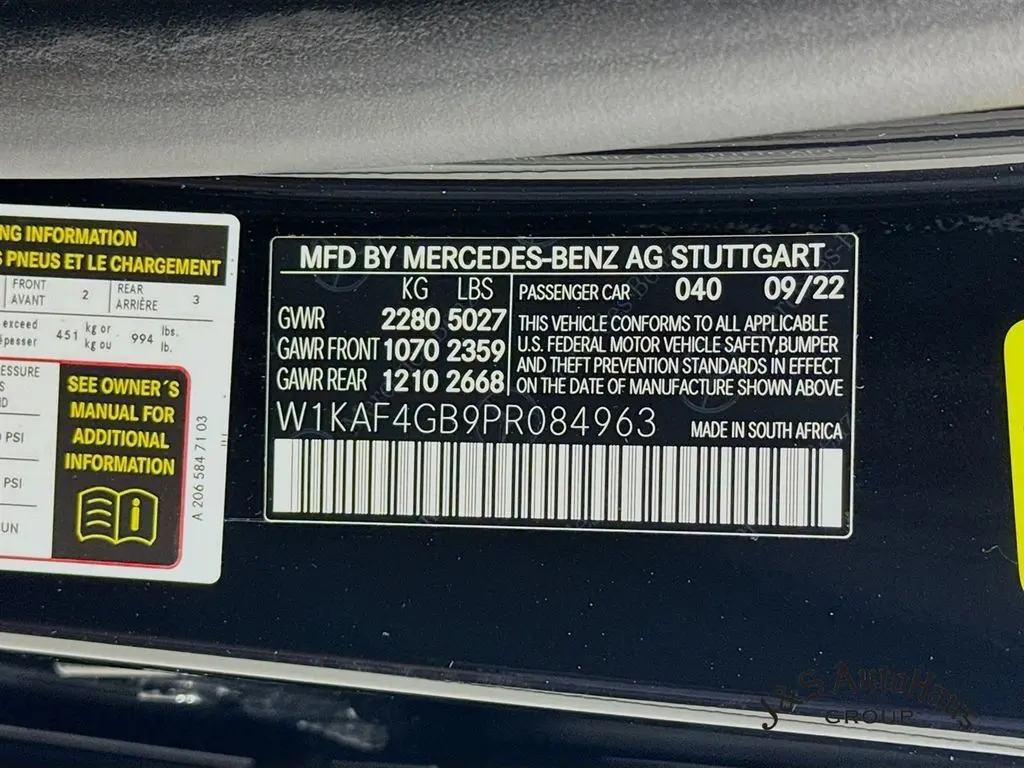 NG INFORMATION
S PNEUS ET LE CHARGEMENT
FRONT
AVANT
2
REAR
ARRIÈRE
3
exceed
451 kg or 994 lbs.
kg ou lb.
SEE OWNER´S
MANUAL FOR
ADDITIONAL
INFORMATION
PSI
PSI
A 206 584 71 03
MFD BY MERCEDES-BENZ AG STUTTGART
KG LBS
GVWR 2280 5027
GAWR FRONT 1070 2359
GAWR REAR 1210 2668
PASSENGER CAR 040 09/22
THIS VEHICLE CONFORMS TO ALL APPLICABLE
U.S. FEDERAL MOTOR VEHICLE SAFETY,BUMPER
AND THEFT PREVENTION STANDARDS IN EFFECT
ON THE DATE OF MANUFACTURE SHOWN ABOVE
W1KAF4GB9PR084963
MADE IN SOUTH AFRICA
J&S AutoHaus
GROUP